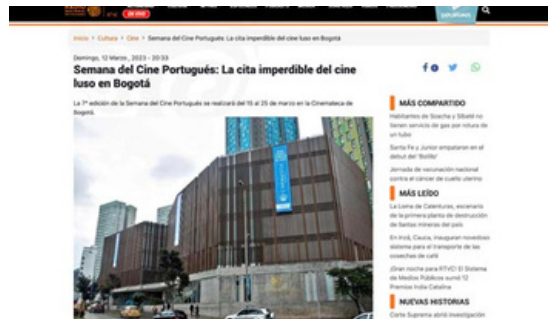 EN VIVO
Inicio > Cultura > Cine > Semana del Cine Portugués: La cita imperdible del cine luso en Bogotá
Domingo, 12 Marzo, 2023 - 20:33
Semana del Cine Portugués: La cita imperdible del cine
luso en Bogotá
La 7ª edición de la Semana del Cine Portugués se realizará del 15 al 25 de marzo en la Cinemateca de
Bogotá.
MÁS COMPARTIDO
Habitantes de Soacha y Sibaté no
tienen servicio de gas por rotura de
un tubo
Santa Fe y Junior empataron en el
debut del 'Bolillo'
Jornada de vacunación nacional
contra el cáncer de cuello uterino
MÁS LEÍDO
La Loma de Calenturas, escenario
de la primera planta de destrucción
de llantas mineras del país
En Inzá, Cauca, inauguran novedoso
sistema para el transporte de las
cosechas de café
¡Gran noche para RTVC! El Sistema
de Medios Públicos sumó 12
Premios India Catalina
NUEVAS HISTORIAS
Corte Suprema abrió investigación